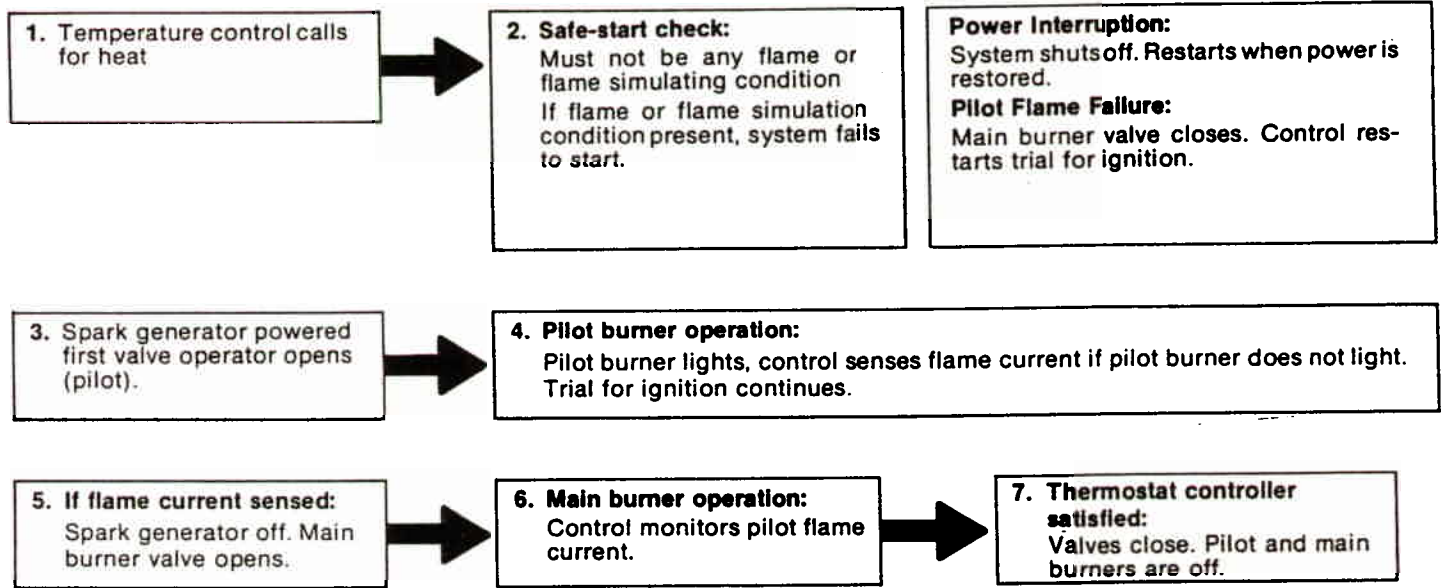 1. Temperature control calls
for heat
2. Safe-start check:
Must not be any flame or
flame simulating condition
If flame or flame simulation
condition present, system fails
to start.
Power Interruption:
System shuts off. Restarts when power is
restored.
Pilot Flame Failure:
Main burner valve closes. Control res-
tarts trial for ignition.
3. Spark generator powered
first valve operator opens
(pilot).
4. Pilot burner operation:
Pilot burner lights, control senses flame current if pilot burner does not light.
Trial for ignition continues.
5. If flame current sensed:
Spark generator off. Main
burner valve opens.
6. Main burner operation:
Control monitors pilot flame
current.
7. Thermostat controller
satisfied:
Valves close. Pilot and main
burners are off.